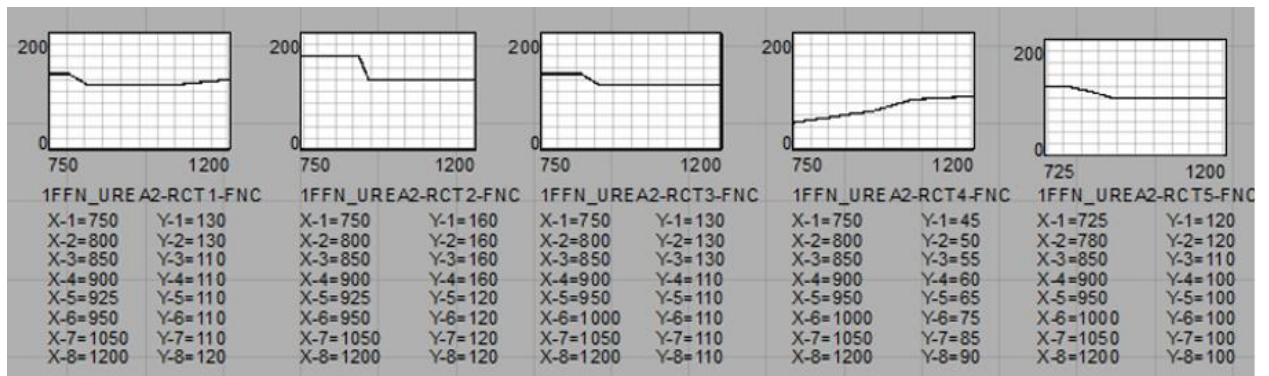 200 200 200 200 200
0 0 0 0 0
750 1200 750 1200 750 1200 750 1200 725 1200
1FFN_UREA2-RCT1-FNC 1FFN_UREA2-RCT2-FNC 1FFN_UREA2-RCT3-FNC 1FFN_UREA2-RCT4-FNC 1FFN_UREA2-RCT5-FNC
X-1=750 Y-1=130 X-1=750 Y-1=160 X-1=750 Y-1=130 X-1=750 Y-1=45 X-1=725 Y-1=120
X-2=800 Y-2=130 X-2=800 Y-2=160 X-2=800 Y-2=130 X-2=800 Y-2=50 X-2=780 Y-2=120
X-3=850 Y-3=110 X-3=850 Y-3=160 X-3=850 Y-3=130 X-3=850 Y-3=55 X-3=850 Y-3=110
X-4=900 Y-4=110 X-4=900 Y-4=160 X-4=900 Y-4=110 X-4=900 Y-4=60 X-4=900 Y-4=100
X-5=925 Y-5=110 X-5=925 Y-5=120 X-5=950 Y-5=110 X-5=950 Y-5=65 X-5=950 Y-5=100
X-6=950 Y-6=110 X-6=950 Y-6=120 X-6=1000 Y-6=110 X-6=1000 Y-6=75 X-6=1000 Y-6=100
X-7=1050 Y-7=110 X-7=1050 Y-7=120 X-7=1050 Y-7=110 X-7=1050 Y-7=85 X-7=1050 Y-7=100
X-8=1200 Y-8=120 X-8=1200 Y-8=120 X-8=1200 Y-8=110 X-8=1200 Y-8=90 X-8=1200 Y-8=100